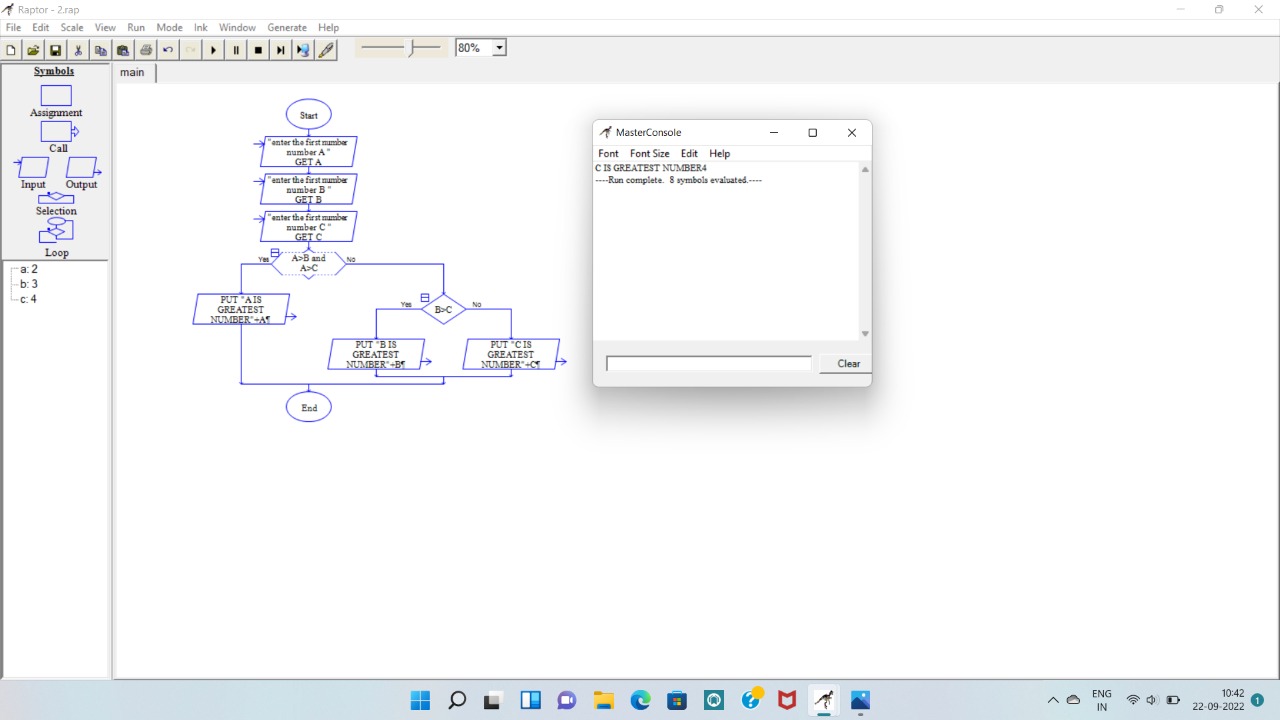 Raptor - 2.rap
File Edit Scale View Run Mode Ink Window Generate Help
80%
Symbols
Assignment
Call
Input Output
Selection
Loop
a: 2
b: 3
c: 4
main
Start
"enter the first number
number A "
GET A
"enter the first number
number B "
GET B
"enter the first number
number C "
GET C
Yes
A>B and
A>C
No
PUT "A IS
GREATEST
NUMBER"+A¶
Yes
B>C
No
PUT "B IS
GREATEST
NUMBER"+B¶
PUT "C IS
GREATEST
NUMBER"+C¶
End
MasterConsole
Font Font Size Edit Help
C IS GREATEST NUMBER4
----Run complete. 8 symbols evaluated.----
Clear
ENG
IN
10:42
22-09-2022
1